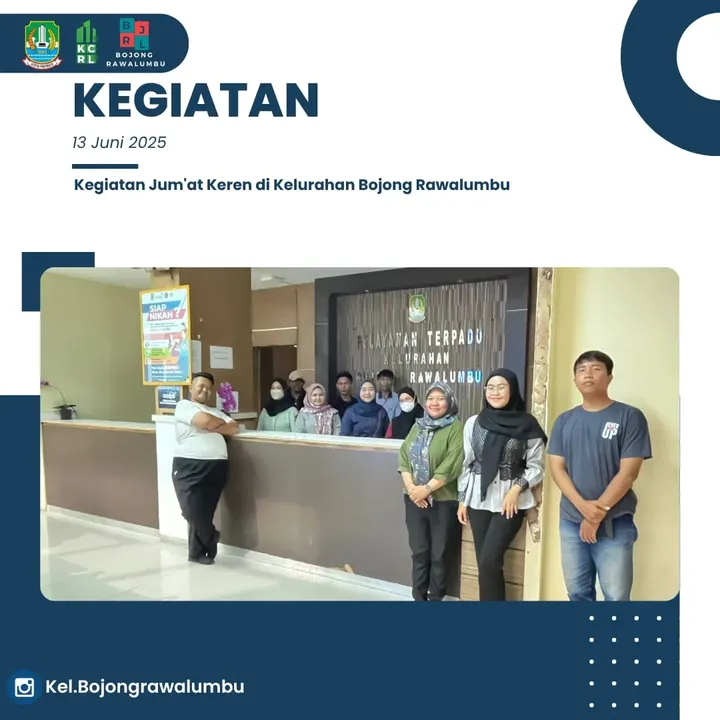 KCRL
BJRL
BOJONG
RAWALUMBU
KEGIATAN
13 Juni 2025
Kegiatan Jum'at Keren di Kelurahan Bojong Rawalumbu
SIAP
NIKAH?
PELAYANAN TERPADU
KELURAHAN
RAWALUMBU
UP
Kel.Bojongrawalumbu